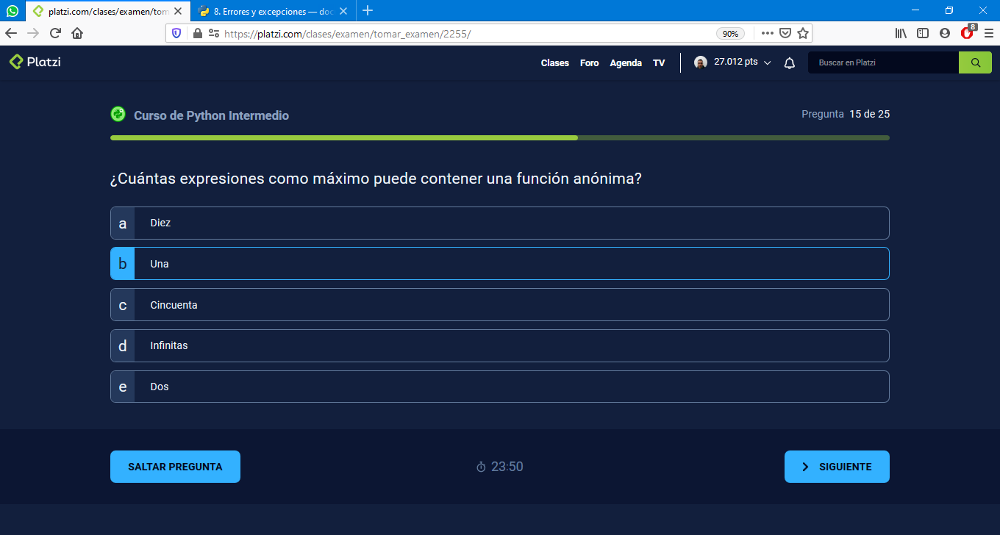 platzi.com/clases/examen/tom
8. Errores y excepciones — doc
https://platzi.com/clases/examen/tomar_examen/2255/
90%
8
Platzi
Clases
Foro
Agenda
TV
27.012 pts
Buscar en Platzi
Curso de Python Intermedio
Pregunta 15 de 25
¿Cuántas expresiones como máximo puede contener una función anónima?
a Diez
b Una
c Cincuenta
d Infinitas
e Dos
SALTAR PREGUNTA
23:50
SIGUIENTE